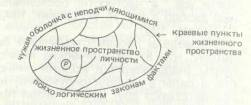 чужая оболочка с неподчиняющимися
психологическим законам фактами
жизненное пространство
личности
P
краевые пункты
жизненного
пространства